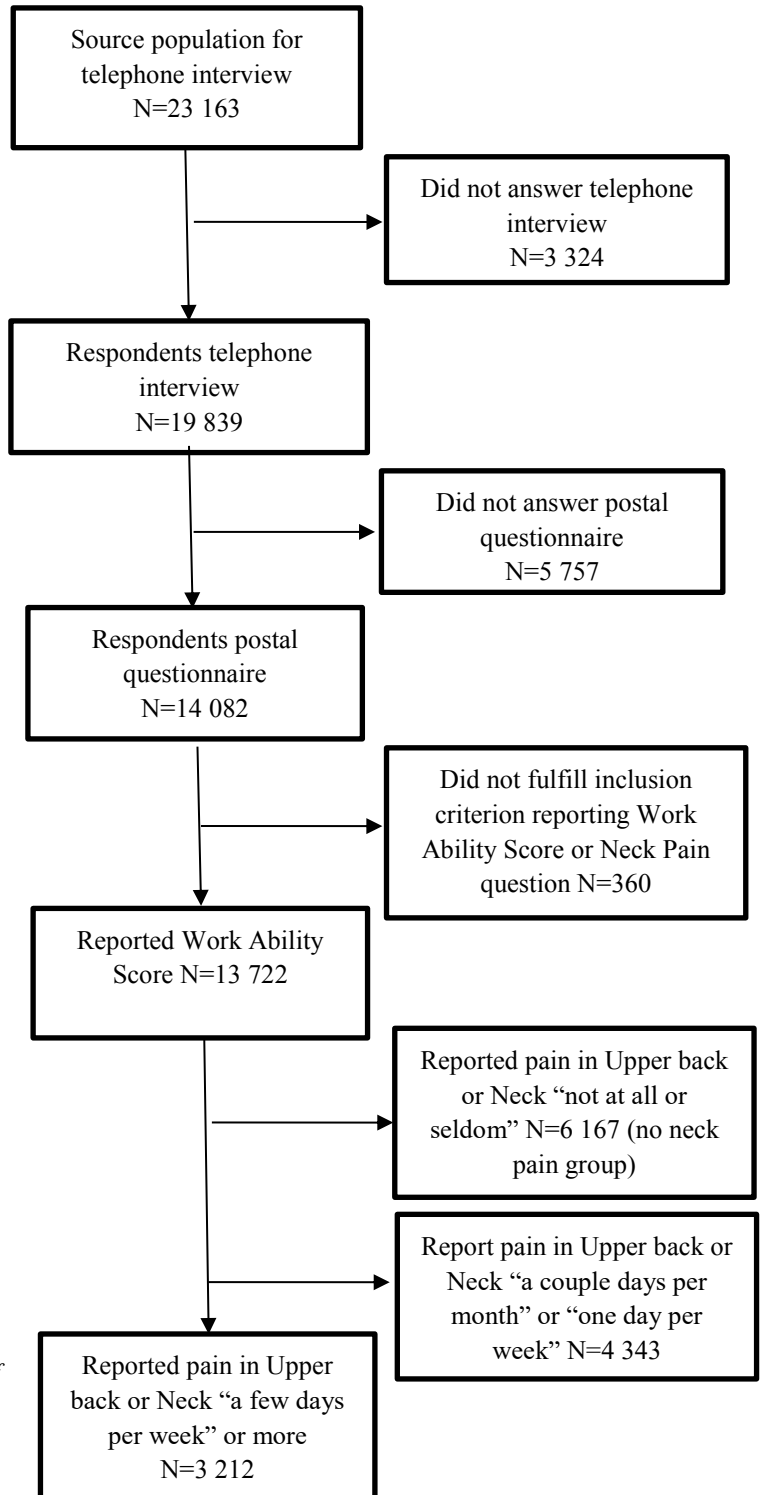 Source population for
telephone interview
N=23 163
Did not answer telephone
interview
N=3 324
Respondents telephone
interview
N=19 839
Did not answer postal
questionnaire
N=5 757
Respondents postal
questionnaire
N=14 082
Did not fulfill inclusion
criterion reporting Work
Ability Score or Neck Pain
question N=360
Reported Work Ability
Score N=13 722
Reported pain in Upper back
or Neck “not at all or
seldom” N=6 167 (no neck
pain group)
Report pain in Upper back or
Neck “a couple days per
month” or “one day per
week” N=4 343
Reported pain in Upper
back or Neck “a few days
per week” or more
N=3 212